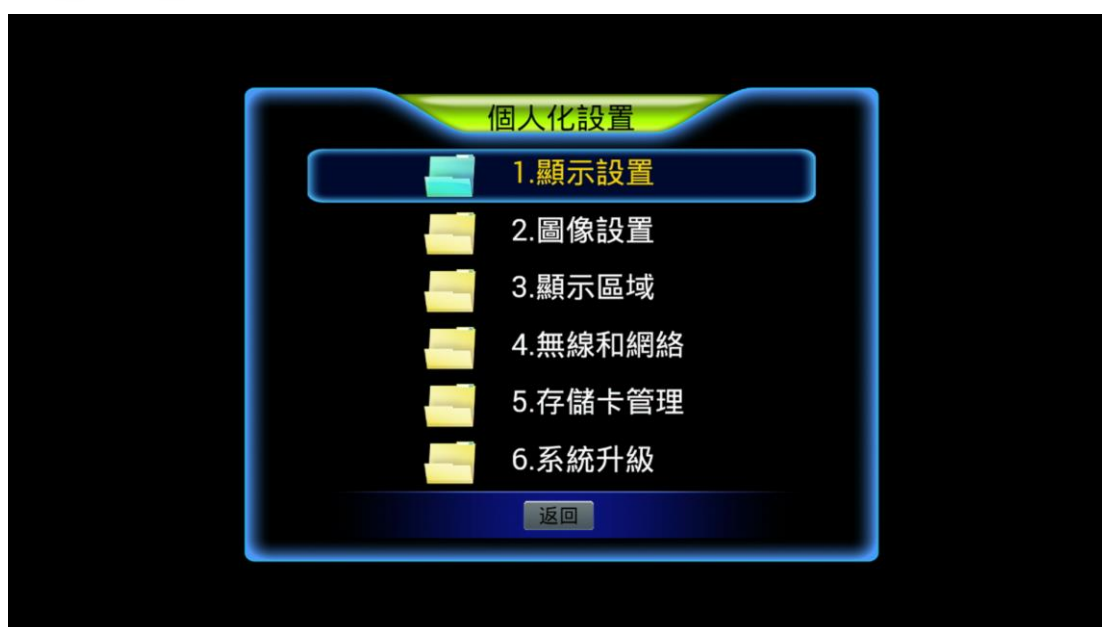 個人化設置
1.顯示設置
2.圖像設置
3.顯示區域
4.無線和網絡
5.存儲卡管理
6.系統升級
返回